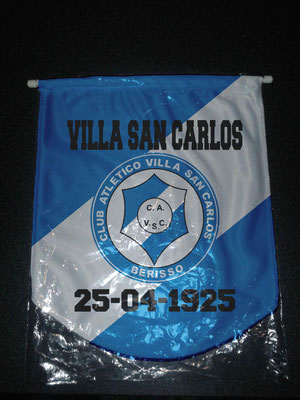 VILLA SAN CARLOS
CLUB ATLETICO VILLA SAN CARLOS
C. A.
V. S. C.
BERISSO
25-04-1925